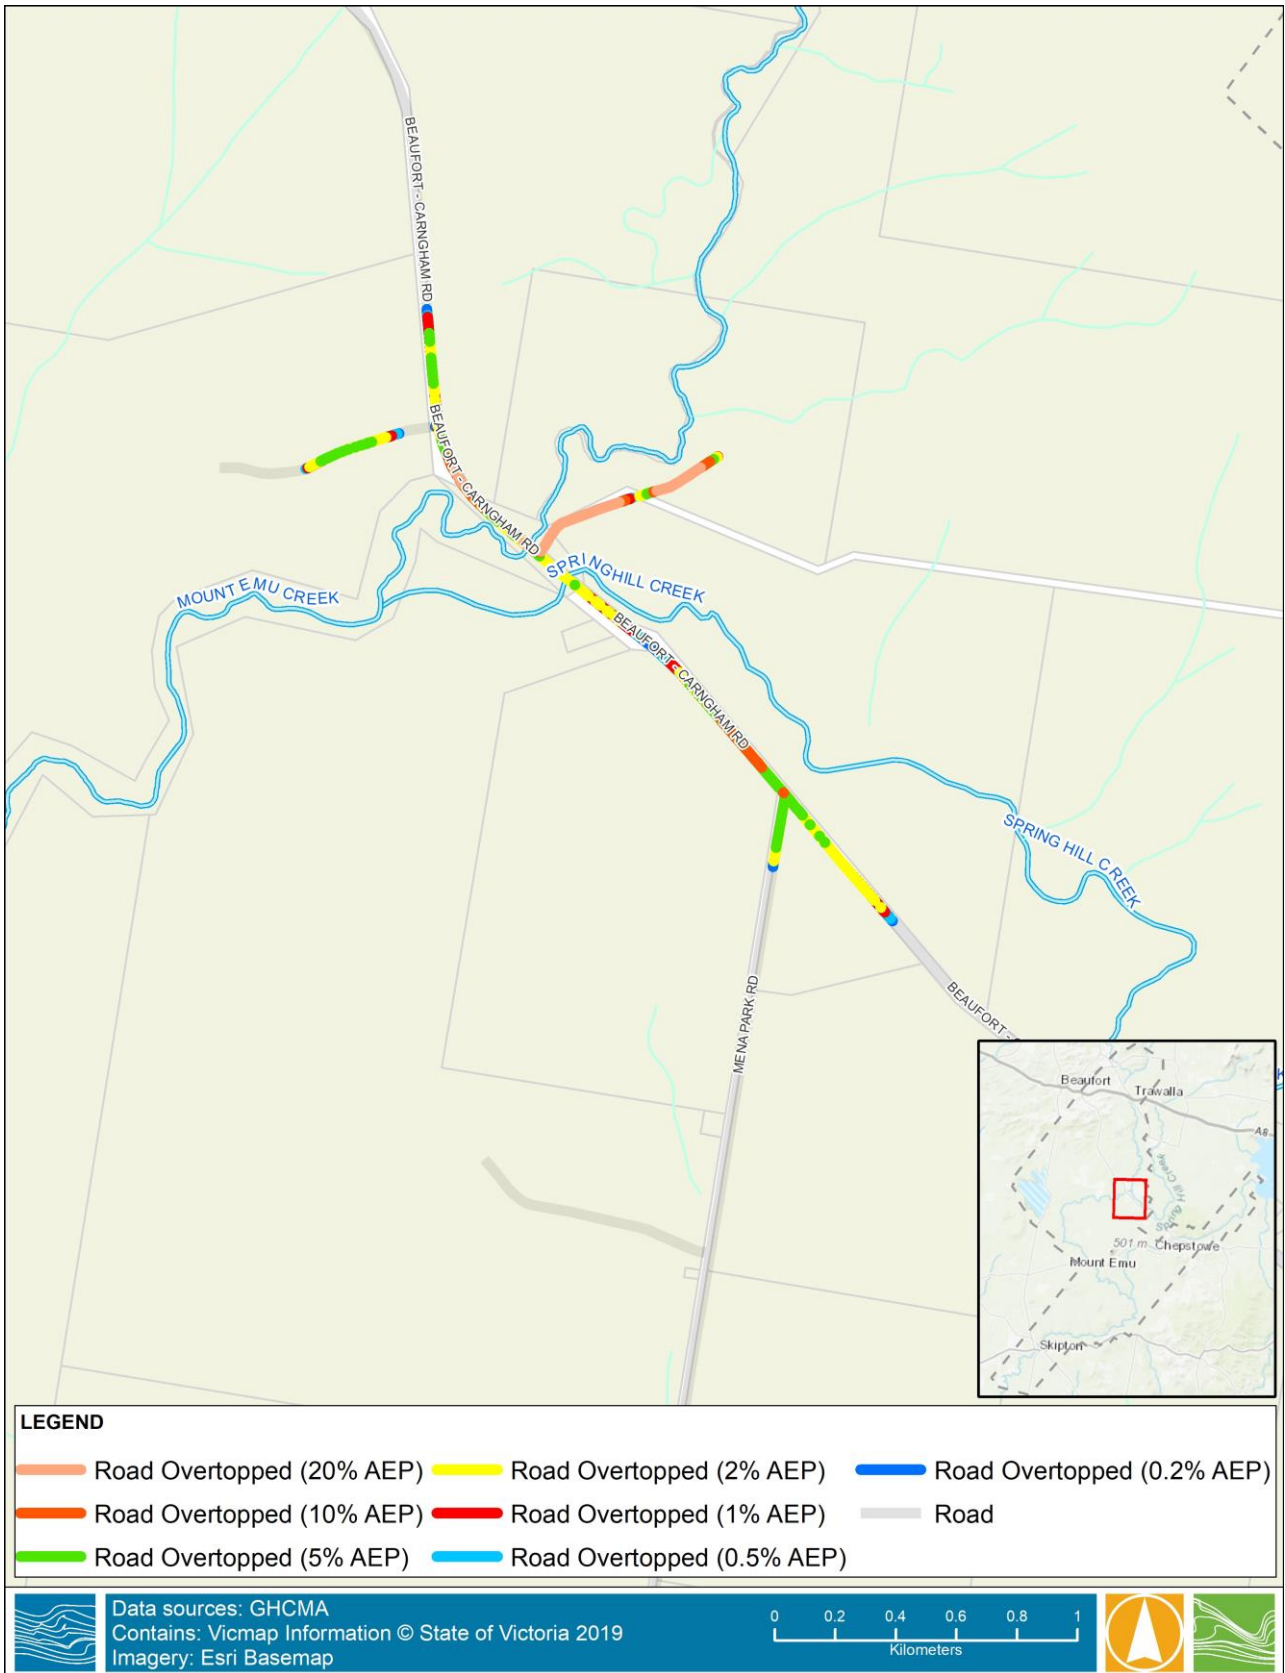 BEAUFORT - CARNGHAM RD
BEAUFORT - CARNGHAM RD
SPRINGHILL CREEK
MOUNT EMU CREEK
BEAUFORT - CARNGHAM RD
SPRING HILL CREEK
MENA PARK RD
BEAUFORT -
Beaufort
Trawalla
A8
Hill Creek
501 m
Chepstowe
Mount Emu
Skipton
LEGEND
Road Overtopped (20% AEP)
Road Overtopped (2% AEP)
Road Overtopped (0.2% AEP)
Road Overtopped (10% AEP)
Road Overtopped (1% AEP)
Road
Road Overtopped (5% AEP)
Road Overtopped (0.5% AEP)
Data sources: GHCMA
Contains: Vicmap Information © State of Victoria 2019
Imagery: Esri Basemap
0 0.2 0.4 0.6 0.8 1
Kilometers